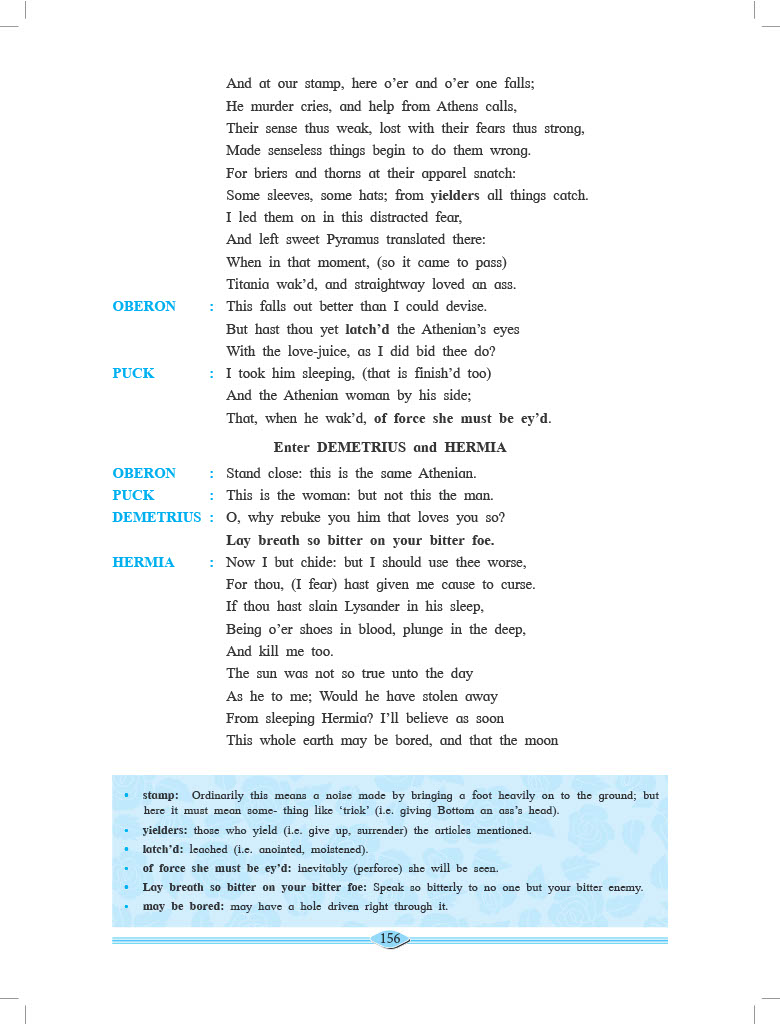 And at our stamp, here o'er and o'er one falls;
He murder cries, and help from Athens calls,
Their sense thus weak, lost with their fears thus strong,
Made senseless things begin to do them wrong.
For briers and thorns at their apparel snatch:
Some sleeves, some hats; from yielders all things catch.
I led them on in this distracted fear,
And left sweet Pyramus translated there:
When in that moment, (so it came to pass)
Titania wak'd, and straightway loved an ass.
OBERON : This falls out better than I could devise.
But hast thou yet latch'd the Athenian's eyes
With the love-juice, as I did bid thee do?
PUCK : I took him sleeping, (that is finish'd too)
And the Athenian woman by his side;
That, when he wak'd, of force she must be ey'd.
Enter DEMETRIUS and HERMIA
OBERON : Stand close: this is the same Athenian.
PUCK : This is the woman: but not this the man.
DEMETRIUS : O, why rebuke you him that loves you so?
Lay breath so bitter on your bitter foe.
HERMIA : Now I but chide: but I should use thee worse,
For thou, (I fear) hast given me cause to curse.
If thou hast slain Lysander in his sleep,
Being o'er shoes in blood, plunge in the deep,
And kill me too.
The sun was not so true unto the day
As he to me; Would he have stolen away
From sleeping Hermia? I'll believe as soon
This whole earth may be bored, and that the moon
• stamp: Ordinarily this means a noise made by bringing a foot heavily on to the ground; but
here it must mean some- thing like 'trick' (i.e. giving Bottom an ass's head).
• yielders: those who yield (i.e. give up, surrender) the articles mentioned.
• latch'd: leached (i.e. anointed, moistened).
• of force she must be ey'd: inevitably (perforce) she will be seen.
• Lay breath so bitter on your bitter foe: Speak so bitterly to no one but your bitter enemy.
• may be bored: may have a hole driven right through it.
156